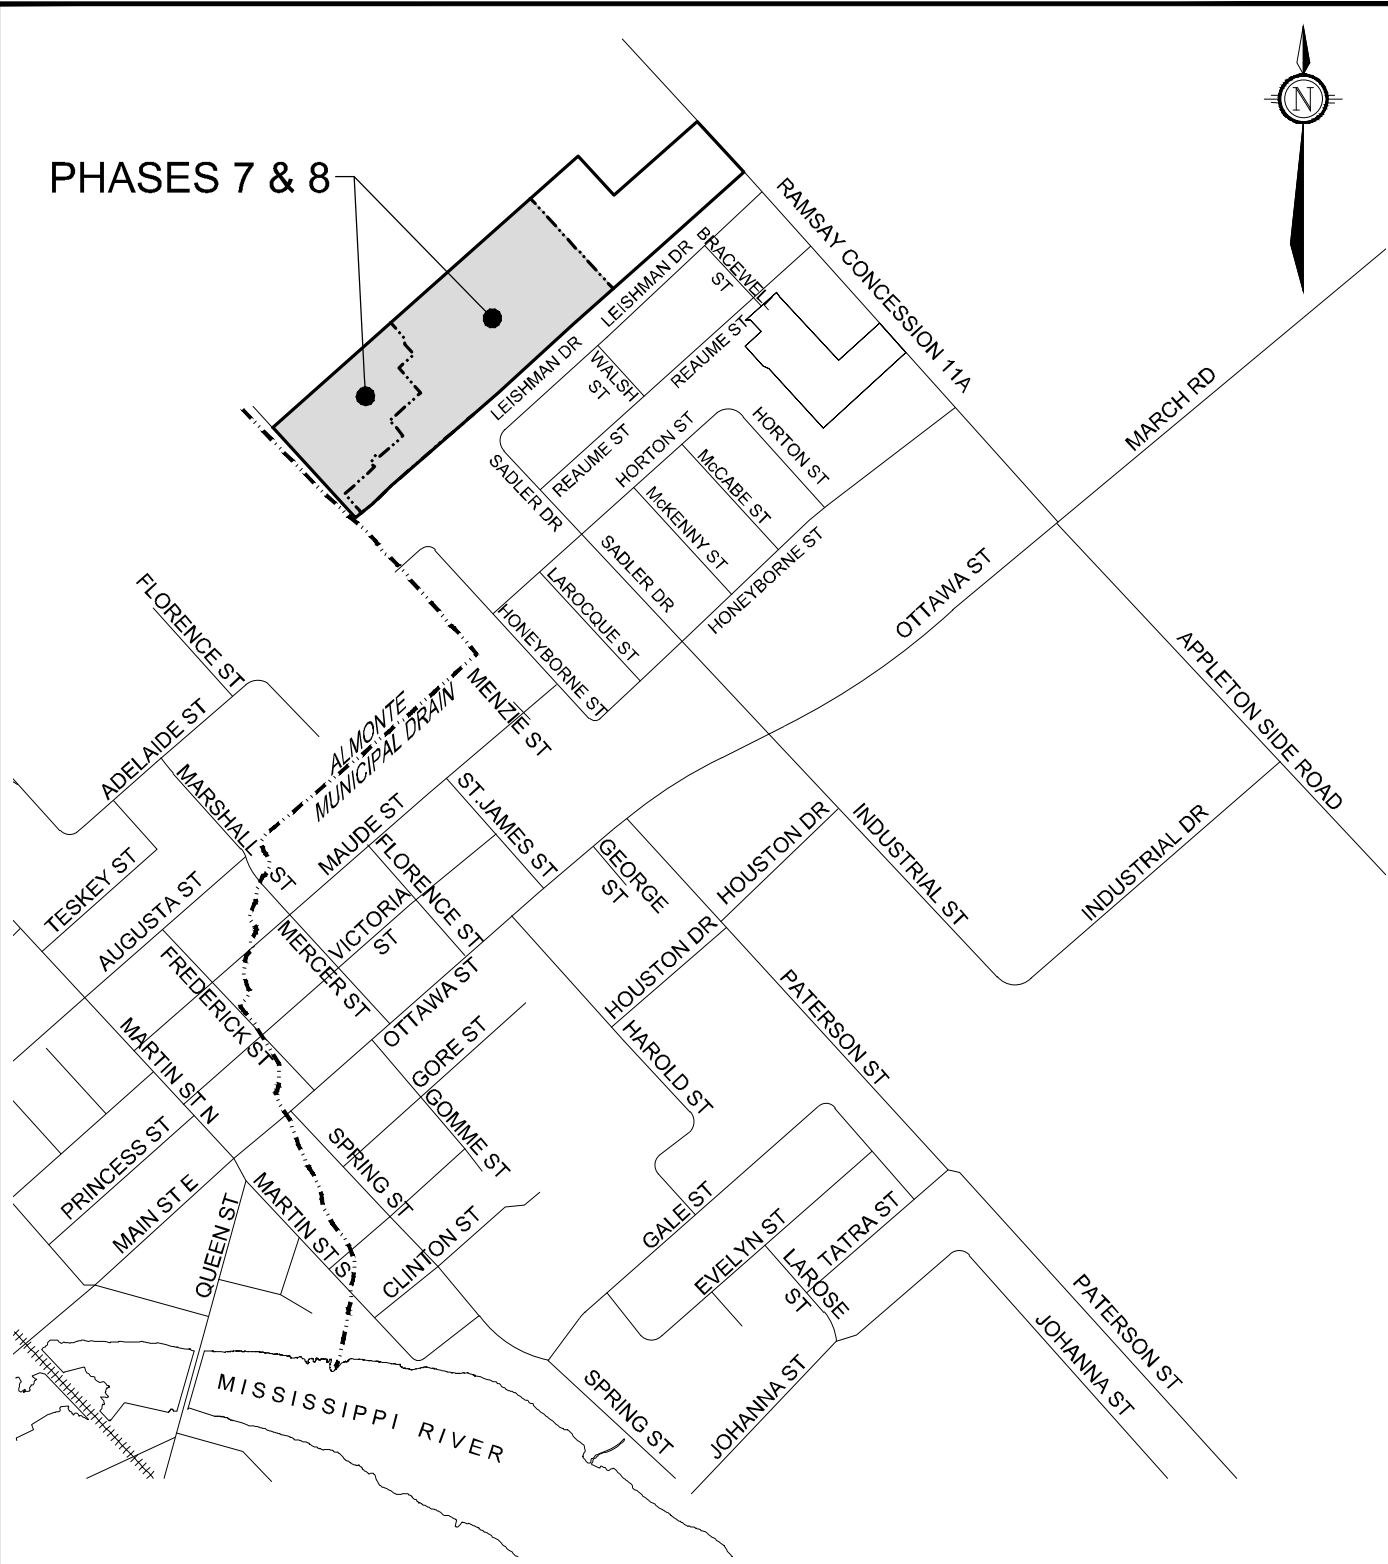 N
PHASES 7 & 8
RAMSAY CONCESSION 11A
BRACEWELL
ST
LEISHMAN DR
LEISHMAN DR
REAUME ST
WALSH
ST
MARCH RD
HORTON ST
HORTON ST
REAUME ST
SADLER DR
McCABE ST
McKENNY ST
SADLER DR
HONEYBORNE ST
OTTAWA ST
LAROCQUE ST
HONEYBORNE ST
FLORENCE ST
APPLETON SIDE ROAD
MENZIE ST
ALMONTE
MUNICIPAL DRAIN
ADELAIDE ST
MARSHALL
ST
MAUDE ST
ST.JAMES ST
FLORENCE ST
GEORGE
ST
HOUSTON DR
INDUSTRIAL ST
INDUSTRIAL DR
TESKEY ST
AUGUSTA ST
VICTORIA
ST
MERCER ST
HOUSTON DR
FREDERICK ST
OTTAWA ST
PATERSON ST
MARTIN ST N
GORE ST
HAROLD ST
GOMME ST
PRINCESS ST
SPRING ST
MAIN ST E
MARTIN ST S
QUEEN ST
CLINTON ST
GALE ST
EVELYN ST
TATRA ST
LAROSE
ST
PATERSON ST
JOHANNA ST
JOHANNA ST
SPRING ST
MISSISSIPPI RIVER